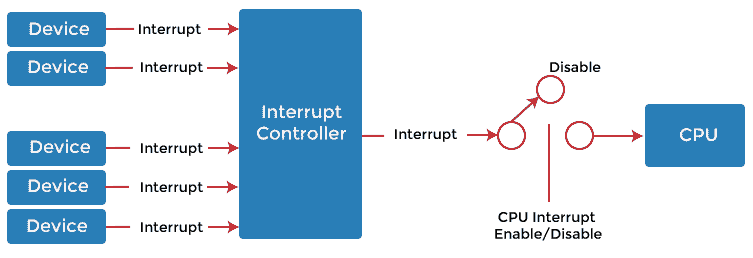 Device Interrupt
Device Interrupt
Device Interrupt
Device Interrupt
Device Interrupt
Interrupt
Controller
Interrupt
Disable
CPU Interrupt
Enable/Disable
CPU